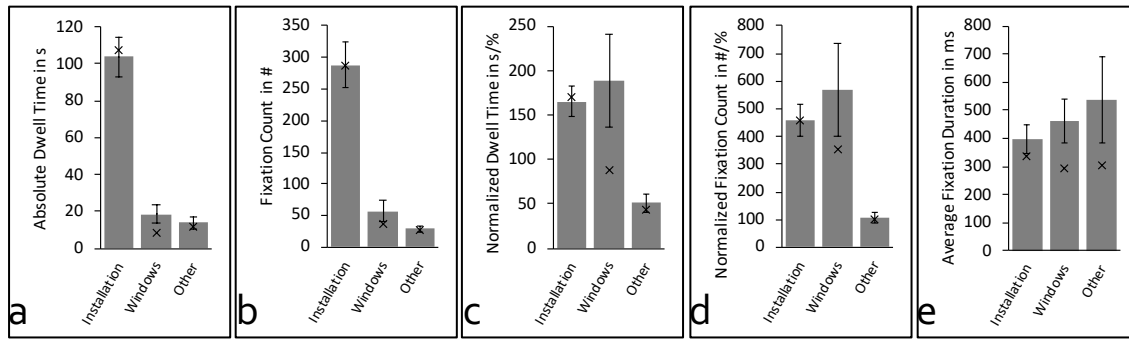 Absolute Dwell Time in s
120
100
80
60
40
20
0
Installation
Windows
Other
a
Fixation Count in #
350
300
250
200
150
100
50
0
Installation
Windows
Other
b
Normalized Dwell Time in s/%
250
200
150
100
50
0
Installation
Windows
Other
c
Normalized Fixation Count in #/%
800
700
600
500
400
300
200
100
0
Installation
Windows
Other
d
Average Fixation Duration in ms
800
700
600
500
400
300
200
100
0
Installation
Windows
Other
e